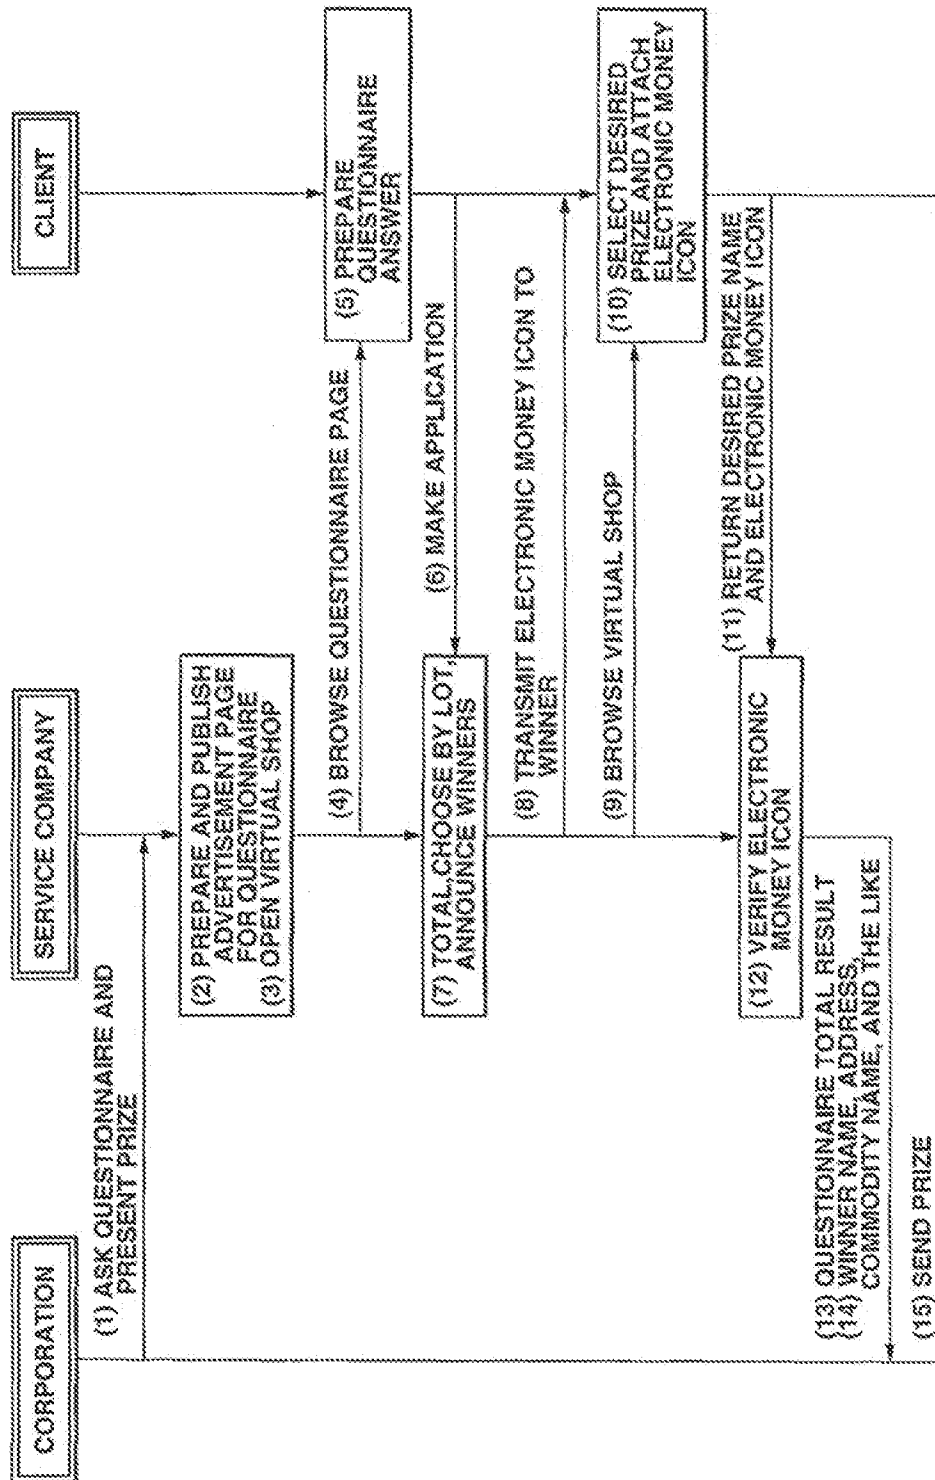 CORPORATION
SERVICE COMPANY
CLIENT
(1) ASK QUESTIONNAIRE AND
PRESENT PRIZE
(2) PREPARE AND PUBLISH
ADVERTISEMENT PAGE
FOR QUESTIONNAIRE
(3) OPEN VIRTUAL SHOP
(4) BROWSE QUESTIONNAIRE PAGE
(5) PREPARE
QUESTIONNAIRE
ANSWER
(6) MAKE APPLICATION
(7) TOTAL,CHOOSE BY LOT,
ANNOUNCE WINNERS
(8) TRANSMIT ELECTRONIC MONEY ICON TO
WINNER
(9) BROWSE VIRTUAL SHOP
(10) SELECT DESIRED
PRIZE AND ATTACH
ELECTRONIC MONEY
ICON
(11) RETURN DESIRED PRIZE NAME
AND ELECTRONIC MONEY ICON
(12) VERIFY ELECTRONIC
MONEY ICON
(13) QUESTIONNAIRE TOTAL RESULT
(14) WINNER NAME, ADDRESS,
COMMODITY NAME, AND THE LIKE
(15) SEND PRIZE